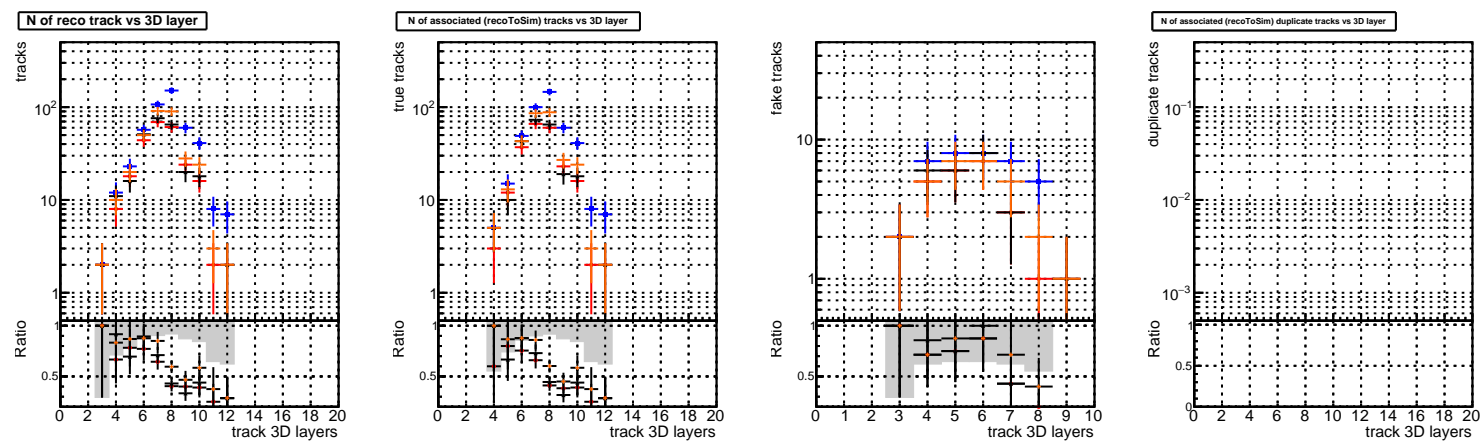 N of reco track vs 3D layer
tracks
10²
10
1
Ratio
1
0.5
0 2 4 6 8 10 12 14 16 18 20
track 3D layers
N of associated (recoToSim) tracks vs 3D layer
true tracks
10²
10
1
Ratio
1
0.5
0 2 4 6 8 10 12 14 16 18 20
track 3D layers
fake tracks
10
1
Ratio
1
0.5
0 1 2 3 4 5 6 7 8 9 10
track 3D layers
N of associated (recoToSim) duplicate tracks vs 3D layer
duplicate tracks
10⁻¹
10⁻²
10⁻³
Ratio
1
0.5
0
0 2 4 6 8 10 12 14 16 18 20
track 3D layers